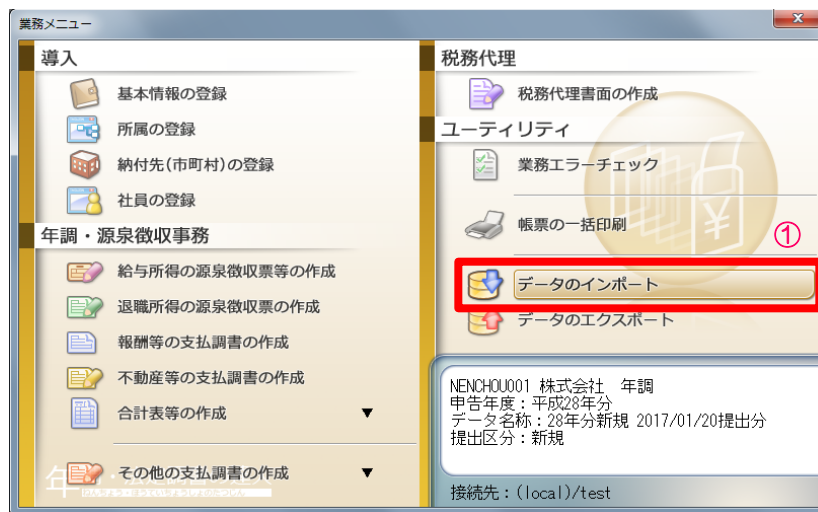 業務メニュー
導入
基本情報の登録
所属の登録
納付先(市町村)の登録
社員の登録
年調・源泉徴収事務
給与所得の源泉徴収票等の作成
退職所得の源泉徴収票の作成
報酬等の支払調書の作成
不動産等の支払調書の作成
合計表等の作成 ▼
その他の支払調書の作成 ▼
税務代理
税務代理書面の作成
ユーティリティ
業務エラーチェック
帳票の一括印刷
①
データのインポート
データのエクスポート
NENCHOU001 株式会社　年調
申告年度：平成28年分
データ名称：28年分新規 2017/01/20提出分
提出区分：新規
接続先：(local)/test